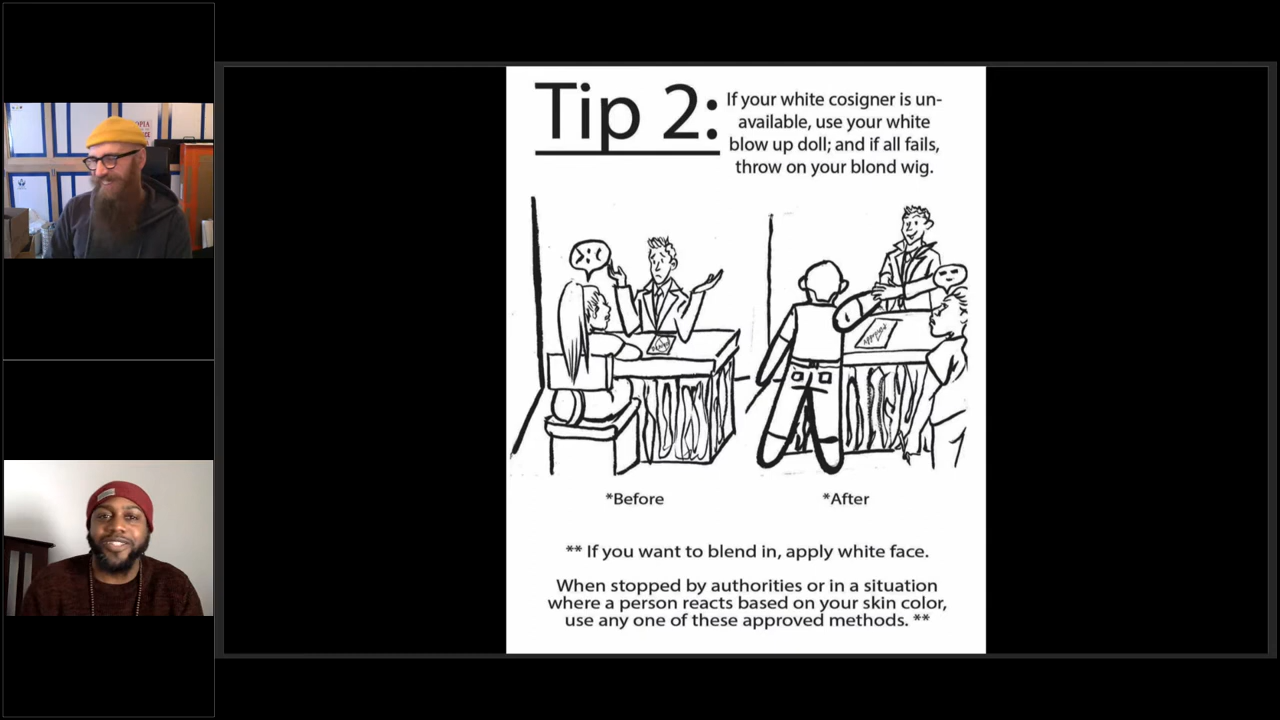 Tip 2:
If your white cosigner is un-
available, use your white
blow up doll; and if all fails,
throw on your blond wig.
*Before
*After
** If you want to blend in, apply white face.
When stopped by authorities or in a situation
where a person reacts based on your skin color,
use any one of these approved methods. **